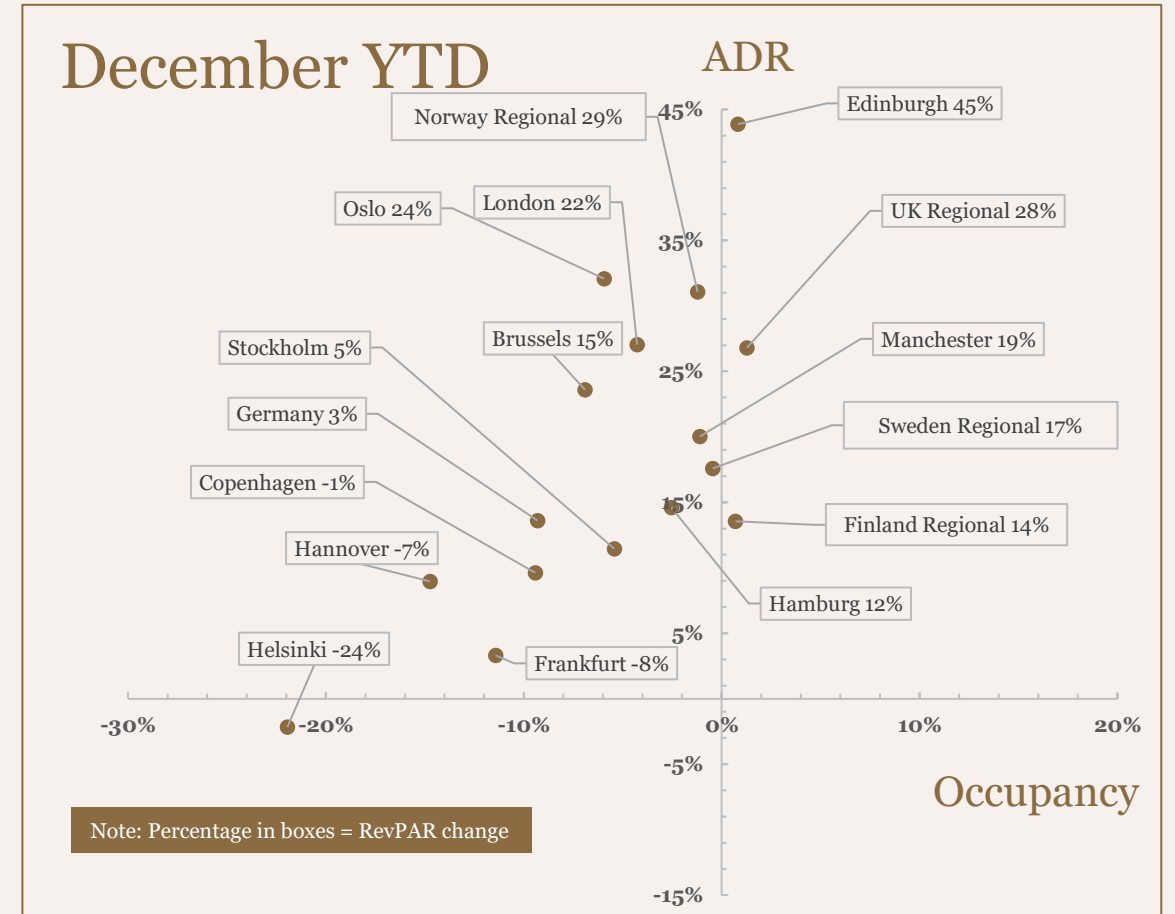 December YTD
ADR
Edinburgh 45%
Norway Regional 29%
45%
London 22%
Oslo 24%
UK Regional 28%
35%
Brussels 15%
Manchester 19%
Stockholm 5%
25%
Germany 3%
Sweden Regional 17%
Copenhagen -1%
15%
Finland Regional 14%
Hannover -7%
Hamburg 12%
5%
Helsinki -24%
Frankfurt -8%
-30%
-20%
-10%
0%
10%
20%
-5%
Occupancy
Note: Percentage in boxes = RevPAR change
-15%